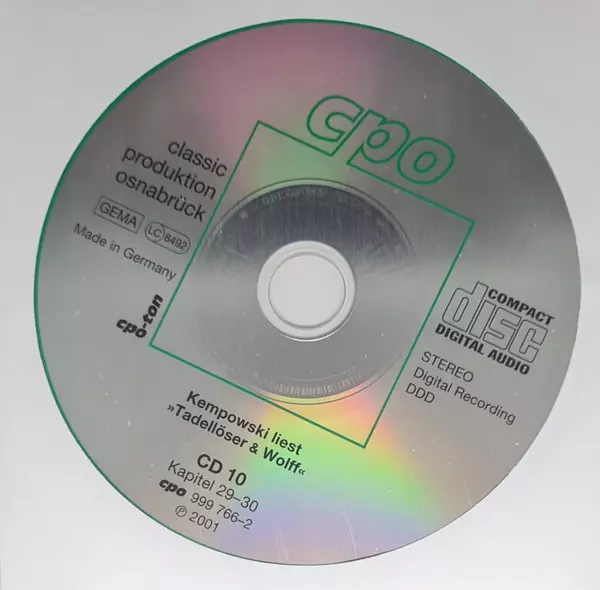 cpo
classic
produktion
osnabrück
GEMA LC 8492
Made in Germany
cpo-ton
COMPACT
disc
DIGITAL AUDIO
STEREO
Digital Recording
DDD
Kempowski liest
»Tadellöser & Wolff«
CD 10
Kapitel 29–30
cpo 999 766–2
℗ 2001